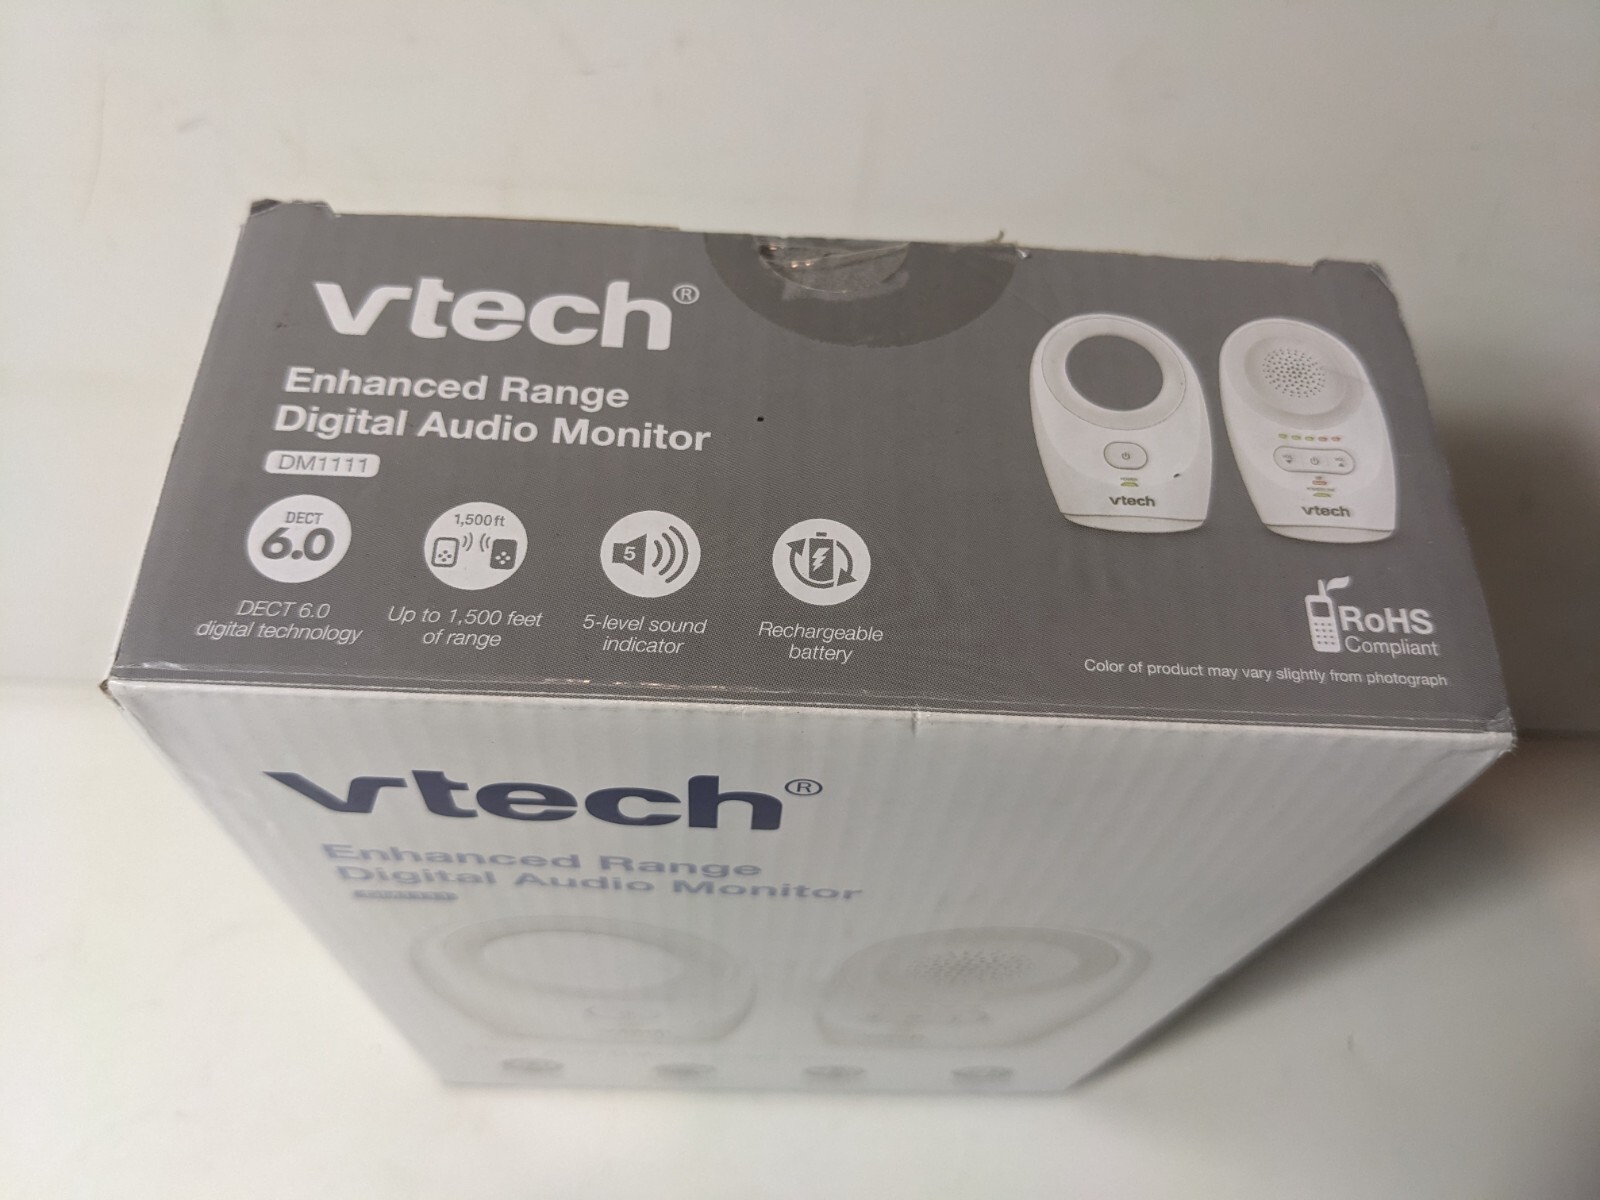 vtech®
Enhanced Range
Digital Audio Monitor
DM1111
DECT
6.0
DECT 6.0
digital technology
1,500ft
Up to 1,500 feet
of range
5
5-level sound
indicator
Rechargeable
battery
POWER
vtech
vtech
RoHS
Compliant
Color of product may vary slightly from photograph
vtech®
Enhanced Range
Digital Audio Monitor